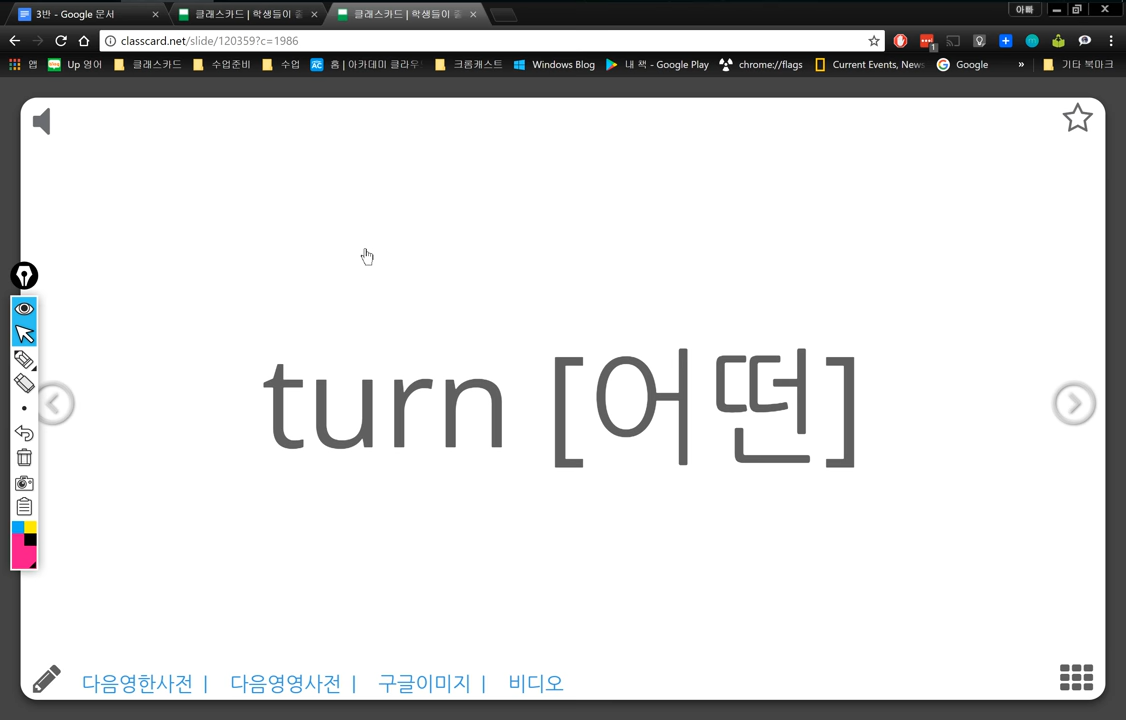 3반 - Google 문서
클래스카드 | 학생들이 좋
클래스카드 | 학생들이 좋
아빠
classcard.net/slide/120359?c=1986
1
앱
Up 영어
클래스카드
수업준비
수업
홈 | 아카데미 클라우
크롬캐스트
Windows Blog
내 책 - Google Play
chrome://flags
Current Events, News
Google
»
기타 북마크
turn [어떤]
다음영한사전 |
다음영영사전 |
구글이미지 |
비디오